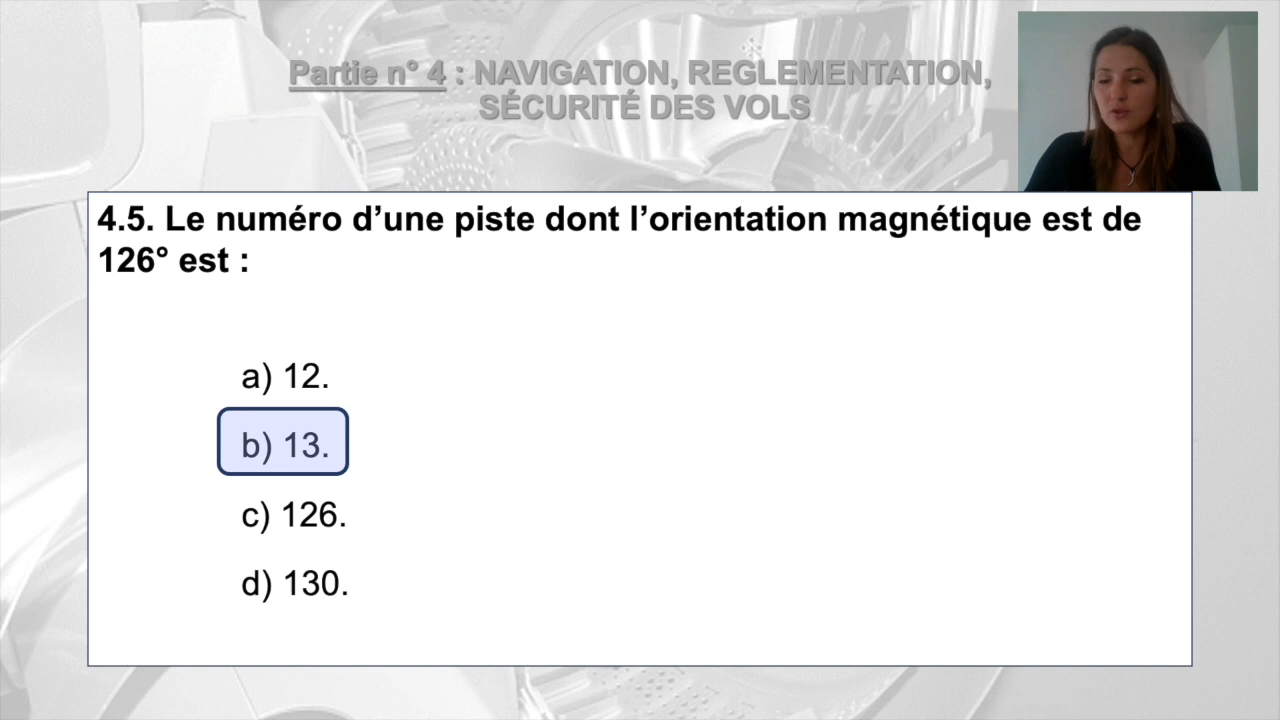 Partie n° 4 : NAVIGATION, REGLEMENTATION,
SÉCURITÉ DES VOLS
4.5. Le numéro d’une piste dont l’orientation magnétique est de
126° est :
a) 12.
b) 13.
c) 126.
d) 130.